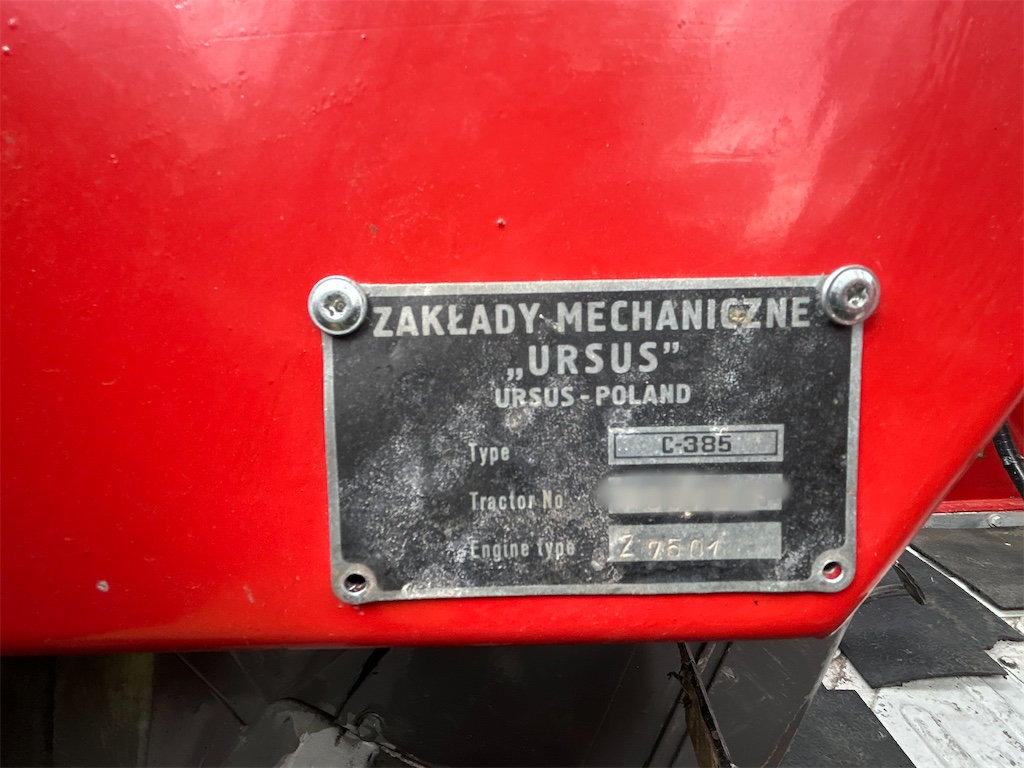 ZAKŁADY MECHANICZNE
„URSUS”
URSUS-POLAND
Type C-385
Tractor No
Engine type Z 7501